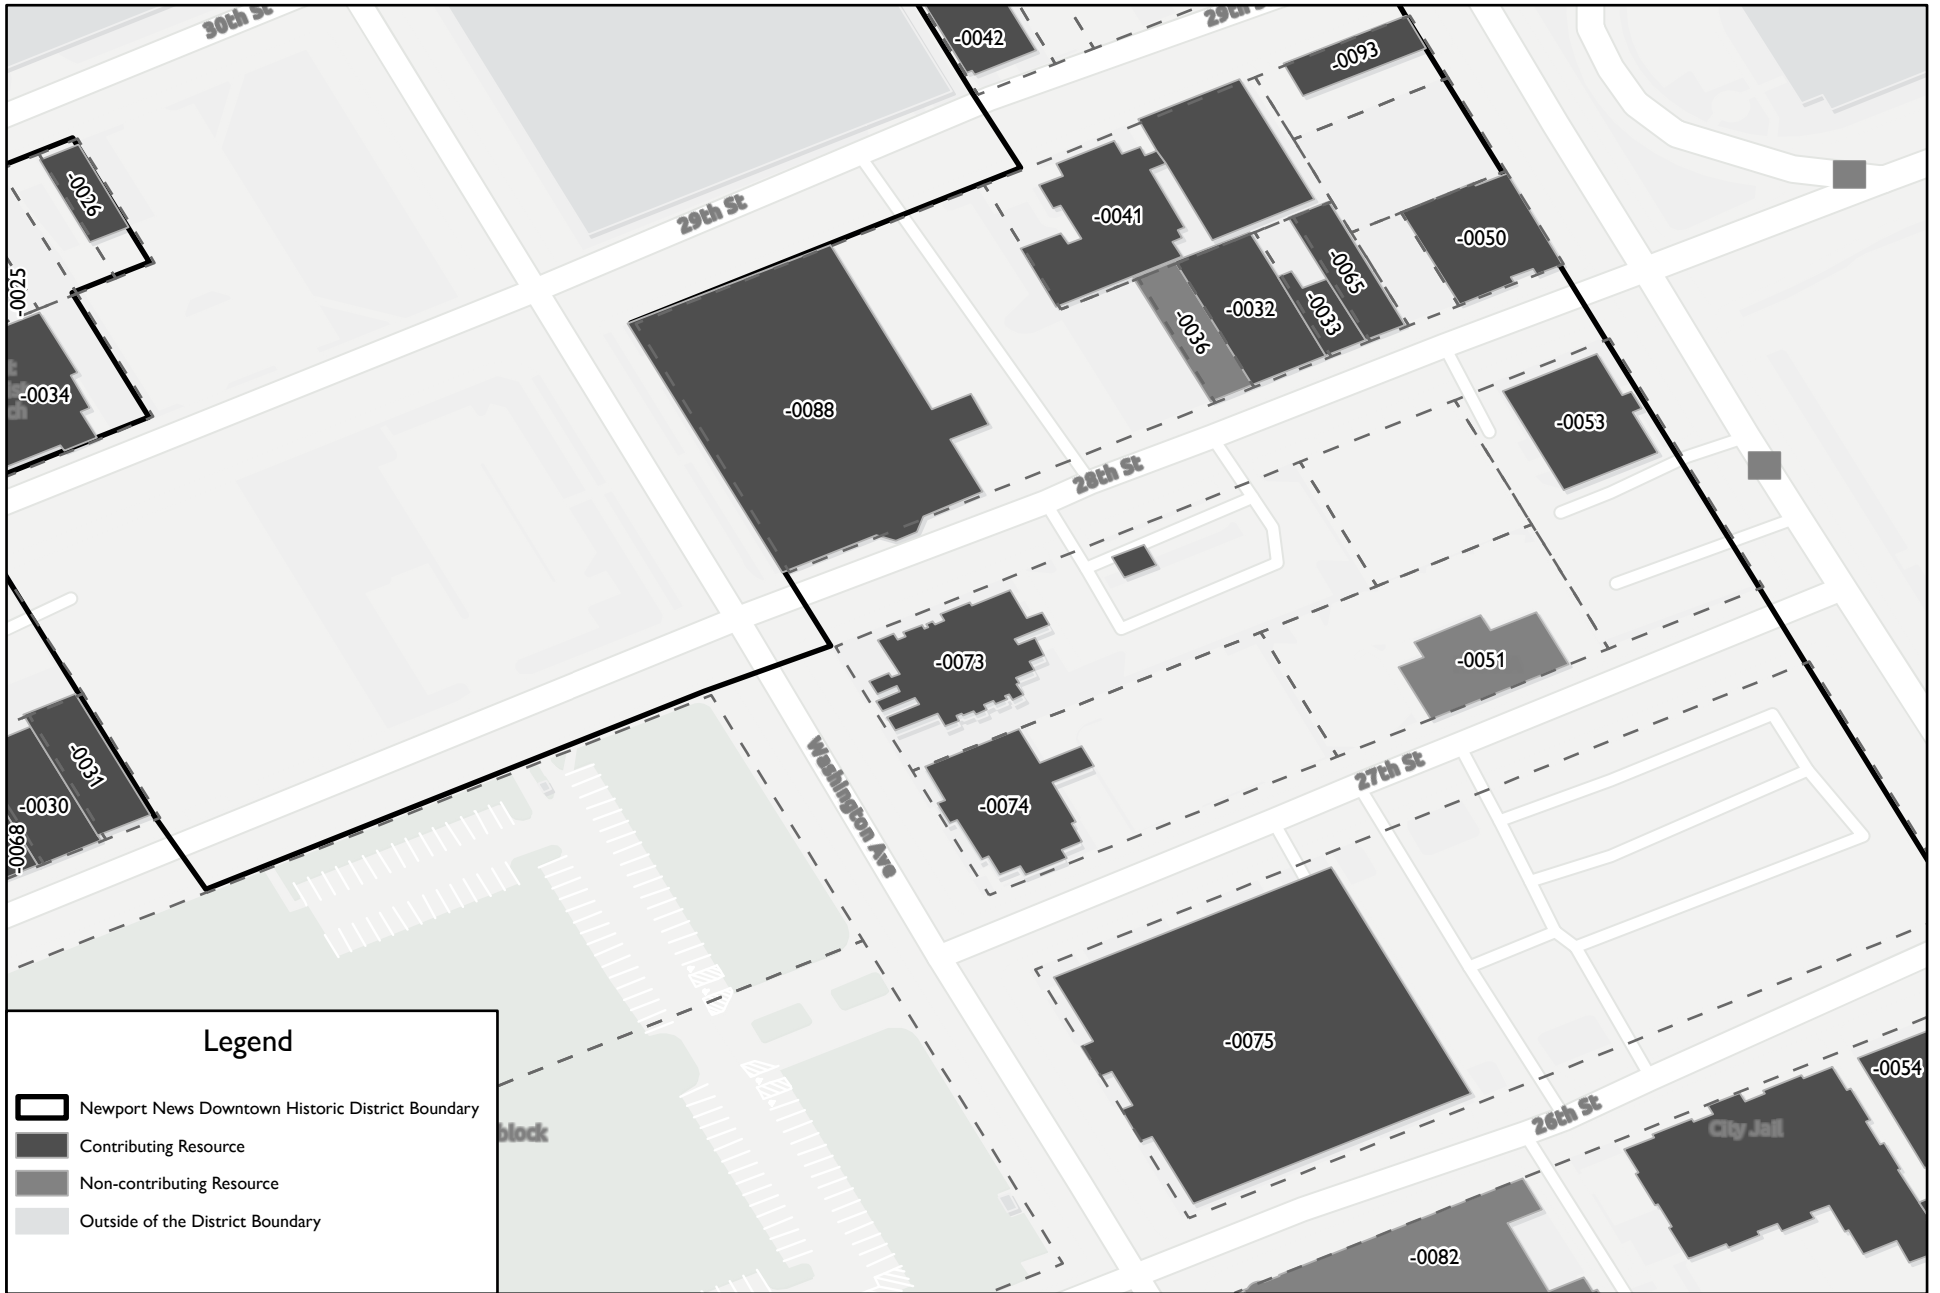 30th St
29th S
-0042
-0093
-0026
29th St
-0041
-0050
-0025
-0065
-0032
-0033
-0036
-0034
-0088
-0053
28th St
-0073
-0051
-0031
Washington Ave
27th St
-0030
-0074
-0068
-0075
-0054
26th St
City Jail
block
-0082
Legend
Newport News Downtown Historic District Boundary
Contributing Resource
Non-contributing Resource
Outside of the District Boundary